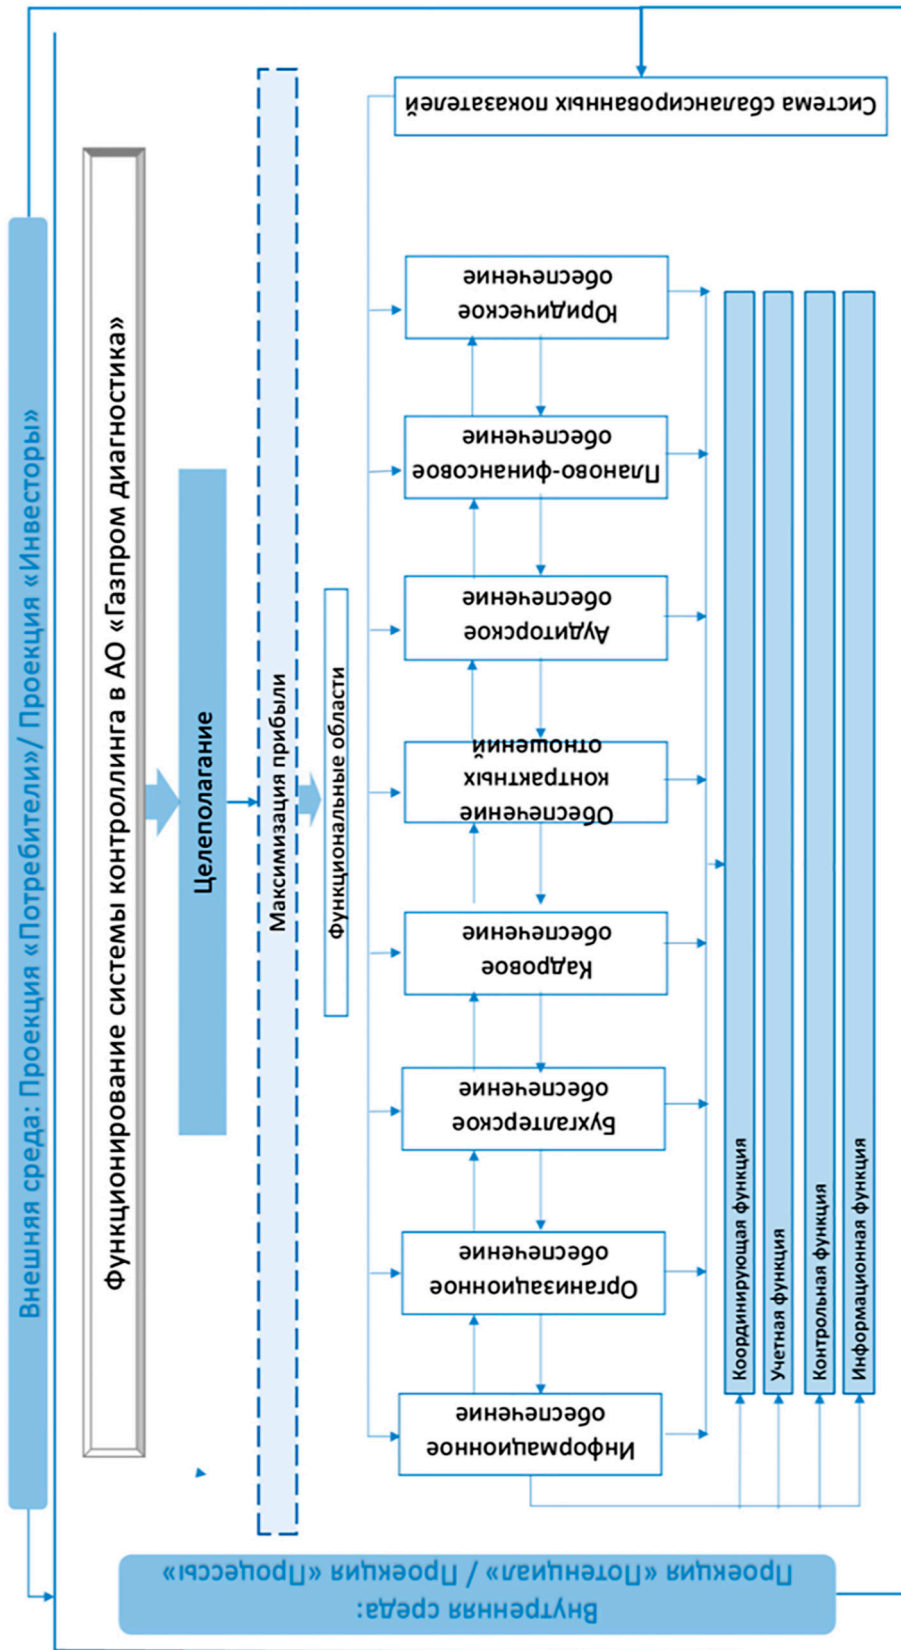 Внешняя среда: Проекция «Потребители»/ Проекция «Инвесторы»
Функционирование системы контроллинга в АО «Газпром диагностика»
Целеполагание
Максимизация прибыли
Функциональные области
Внутренняя среда:
Проекция «Потенциал» / Проекция «Процессы»
Информационное
обеспечение
Организационное
обеспечение
Бухгалтерское
обеспечение
Кадровое
обеспечение
Обеспечение
контрактных
отношений
Аудиторское
обеспечение
Планово-финансовое
обеспечение
Юридическое
обеспечение
Система сбалансированных показателей
Координирующая функция
Учетная функция
Контрольная функция
Информационная функция